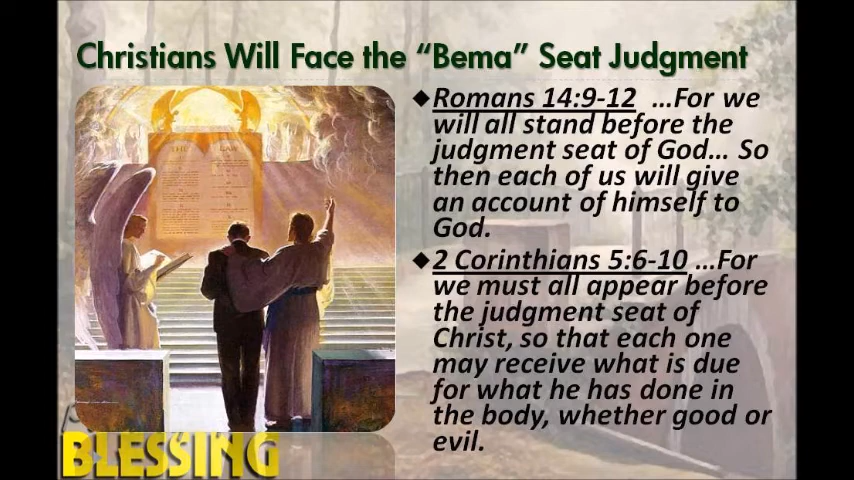 Christians Will Face the “Bema” Seat Judgment
THE LAW
◆Romans 14:9-12 …For we
will all stand before the
judgment seat of God… So
then each of us will give
an account of himself to
God.
◆2 Corinthians 5:6-10 …For
we must all appear before
the judgment seat of
Christ, so that each one
may receive what is due
for what he has done in
the body, whether good or
evil.
BLESSING